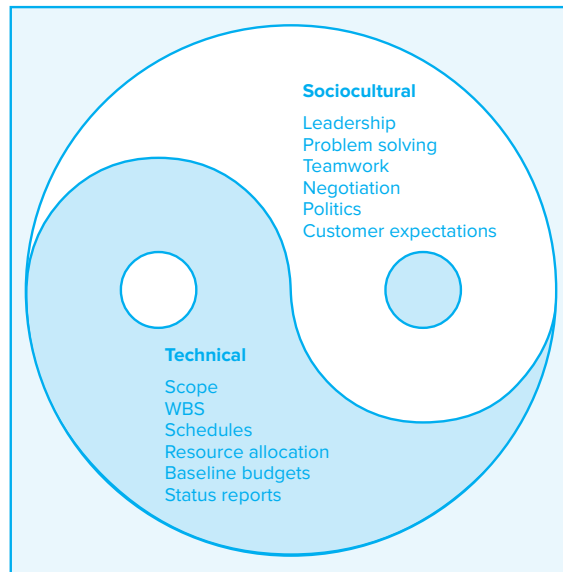 Sociocultural
Leadership
Problem solving
Teamwork
Negotiation
Politics
Customer expectations
Technical
Scope
WBS
Schedules
Resource allocation
Baseline budgets
Status reports